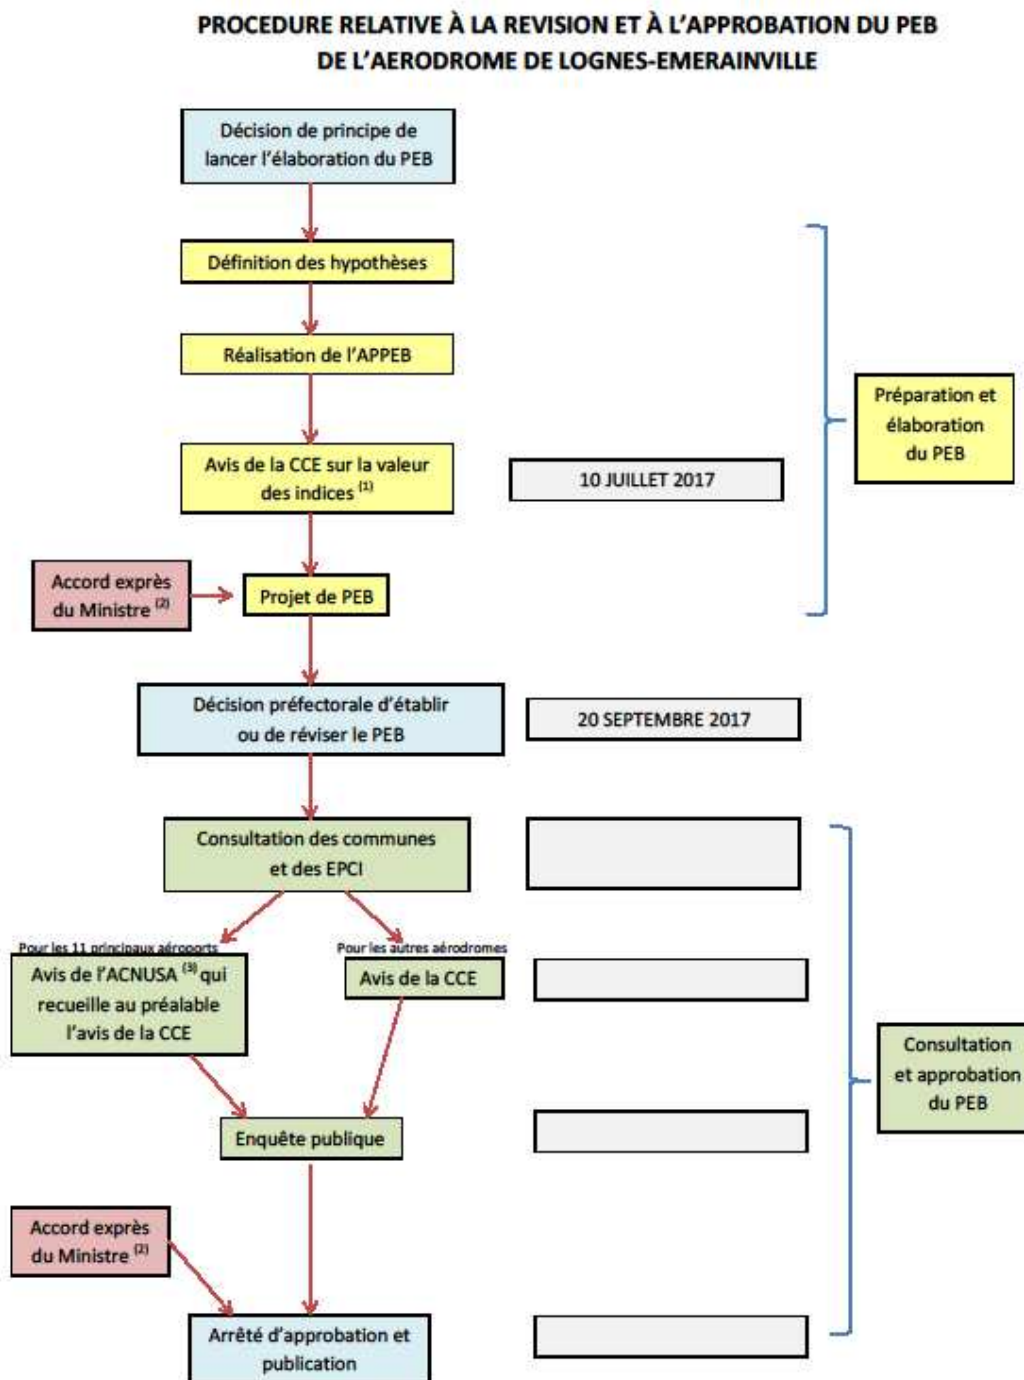 PROCEDURE RELATIVE À LA REVISION ET À L'APPROBATION DU PEB
DE L'AERODROME DE LOGNES-EMERAINVILLE
Décision de principe de
lancer l'élaboration du PEB
Définition des hypothèses
Réalisation de l'APPEB
Préparation et
élaboration
du PEB
Avis de la CCE sur la valeur
des indices (1)
10 JUILLET 2017
Accord exprès
du Ministre (2)
Projet de PEB
Décision préfectorale d'établir
ou de réviser le PEB
20 SEPTEMBRE 2017
Consultation des communes
et des EPCI
Pour les 11 principaux aéroports
Avis de l'ACNUSA (3) qui
recueille au préalable
l'avis de la CCE
Pour les autres aérodromes
Avis de la CCE
Consultation
et approbation
du PEB
Enquête publique
Accord exprès
du Ministre (2)
Arrêté d'approbation et
publication